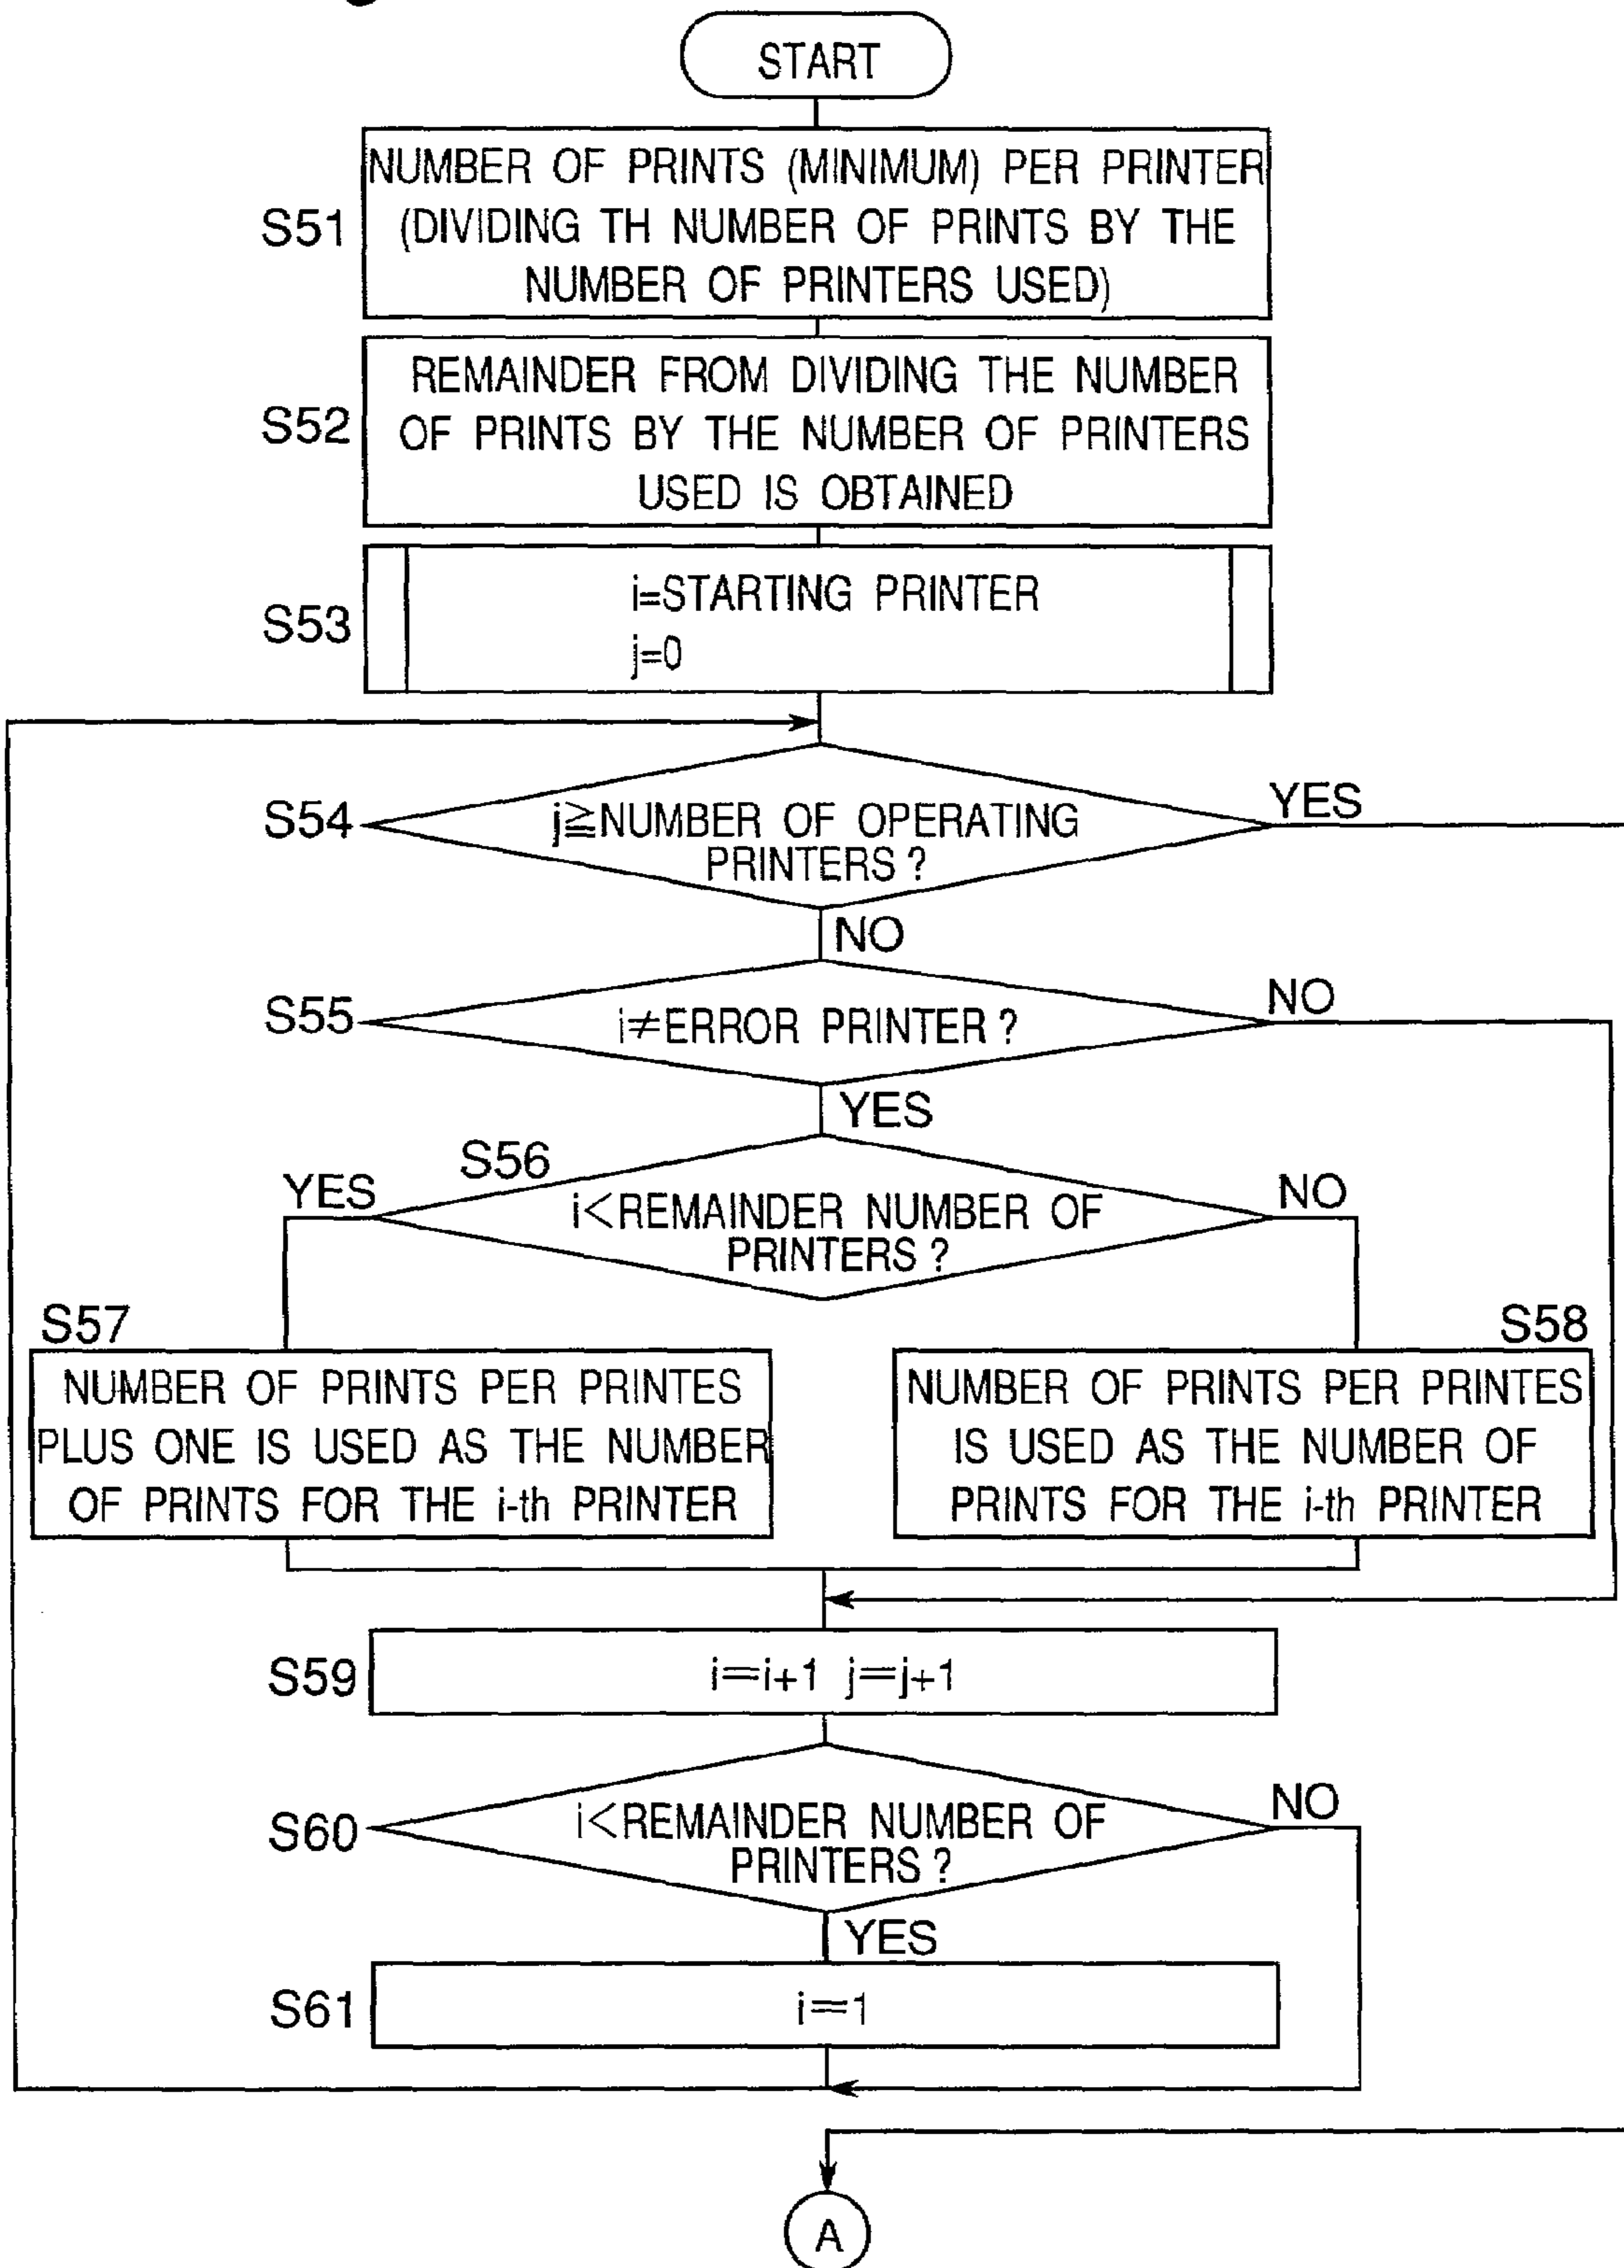 START
S51
NUMBER OF PRINTS (MINIMUM) PER PRINTER
(DIVIDING TH NUMBER OF PRINTS BY THE
NUMBER OF PRINTERS USED)
S52
REMAINDER FROM DIVIDING THE NUMBER
OF PRINTS BY THE NUMBER OF PRINTERS
USED IS OBTAINED
S53
i=STARTING PRINTER
j=0
S54
j≧NUMBER OF OPERATING
PRINTERS?
YES
NO
S55
i≠ERROR PRINTER?
NO
YES
S56
i<REMAINDER NUMBER OF
PRINTERS?
YES
NO
S57
NUMBER OF PRINTS PER PRINTES
PLUS ONE IS USED AS THE NUMBER
OF PRINTS FOR THE i-th PRINTER
S58
NUMBER OF PRINTS PER PRINTES
IS USED AS THE NUMBER OF
PRINTS FOR THE i-th PRINTER
S59
i=i+1 j=j+1
S60
i<REMAINDER NUMBER OF
PRINTERS?
NO
YES
S61
i=1
A